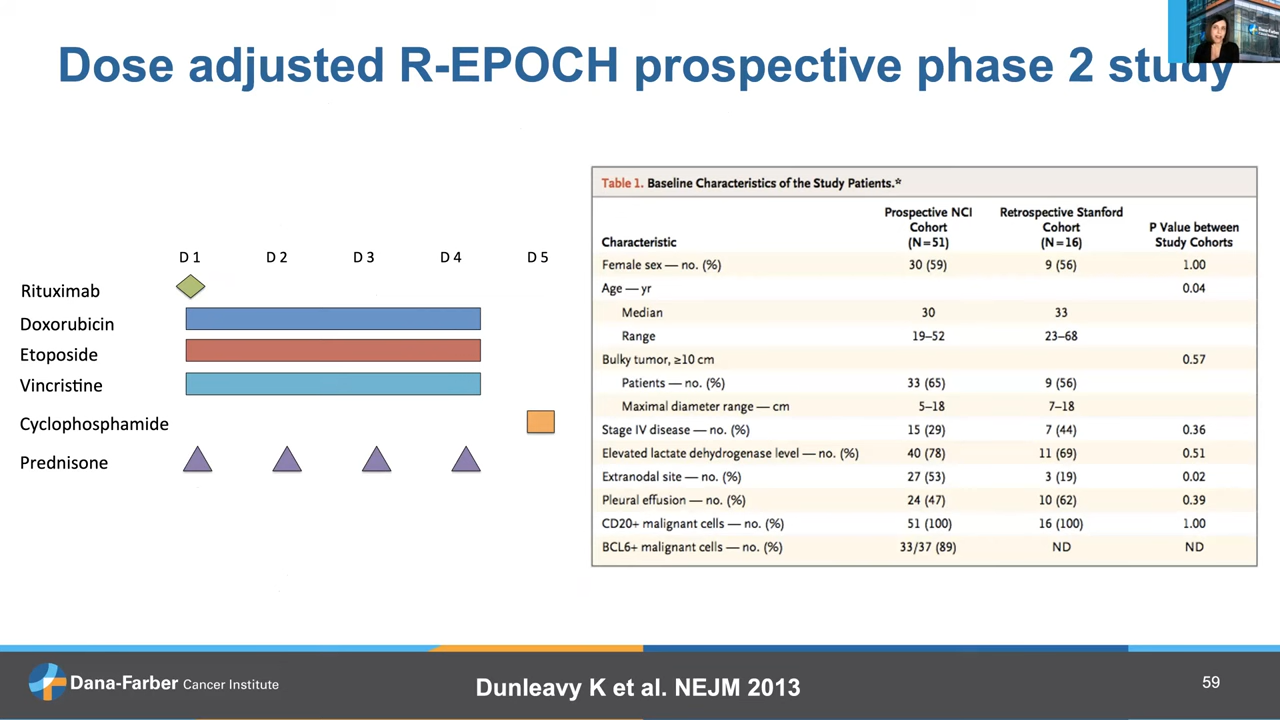 Dose adjusted R-EPOCH prospective phase 2 study
D 1 D 2 D 3 D 4 D 5
Rituximab
Doxorubicin
Etoposide
Vincristine
Cyclophosphamide
Prednisone
Table 1. Baseline Characteristics of the Study Patients.*
Characteristic Prospective NCI Cohort (N=51) Retrospective Stanford Cohort (N=16) P Value between Study Cohorts
Female sex — no. (%) 30 (59) 9 (56) 1.00
Age — yr 0.04
Median 30 33
Range 19–52 23–68
Bulky tumor, ≥10 cm 0.57
Patients — no. (%) 33 (65) 9 (56)
Maximal diameter range — cm 5–18 7–18
Stage IV disease — no. (%) 15 (29) 7 (44) 0.36
Elevated lactate dehydrogenase level — no. (%) 40 (78) 11 (69) 0.51
Extranodal site — no. (%) 27 (53) 3 (19) 0.02
Pleural effusion — no. (%) 24 (47) 10 (62) 0.39
CD20+ malignant cells — no. (%) 51 (100) 16 (100) 1.00
BCL6+ malignant cells — no. (%) 33/37 (89) ND ND
Dana-Farber Cancer Institute
Dunleavy K et al. NEJM 2013
59